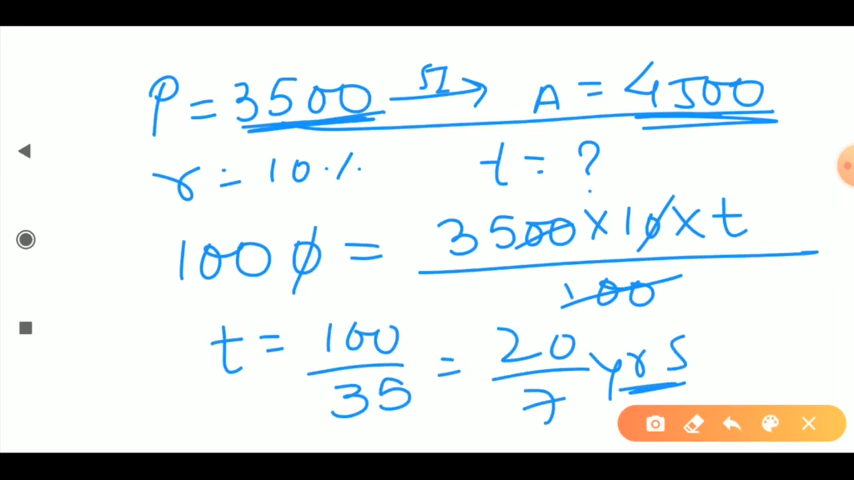 P = 3500 SI → A = 4500
r = 10% t = ?
1000 = 3500 × 10 × t / 100
t = 100/35 = 20/7 yrs